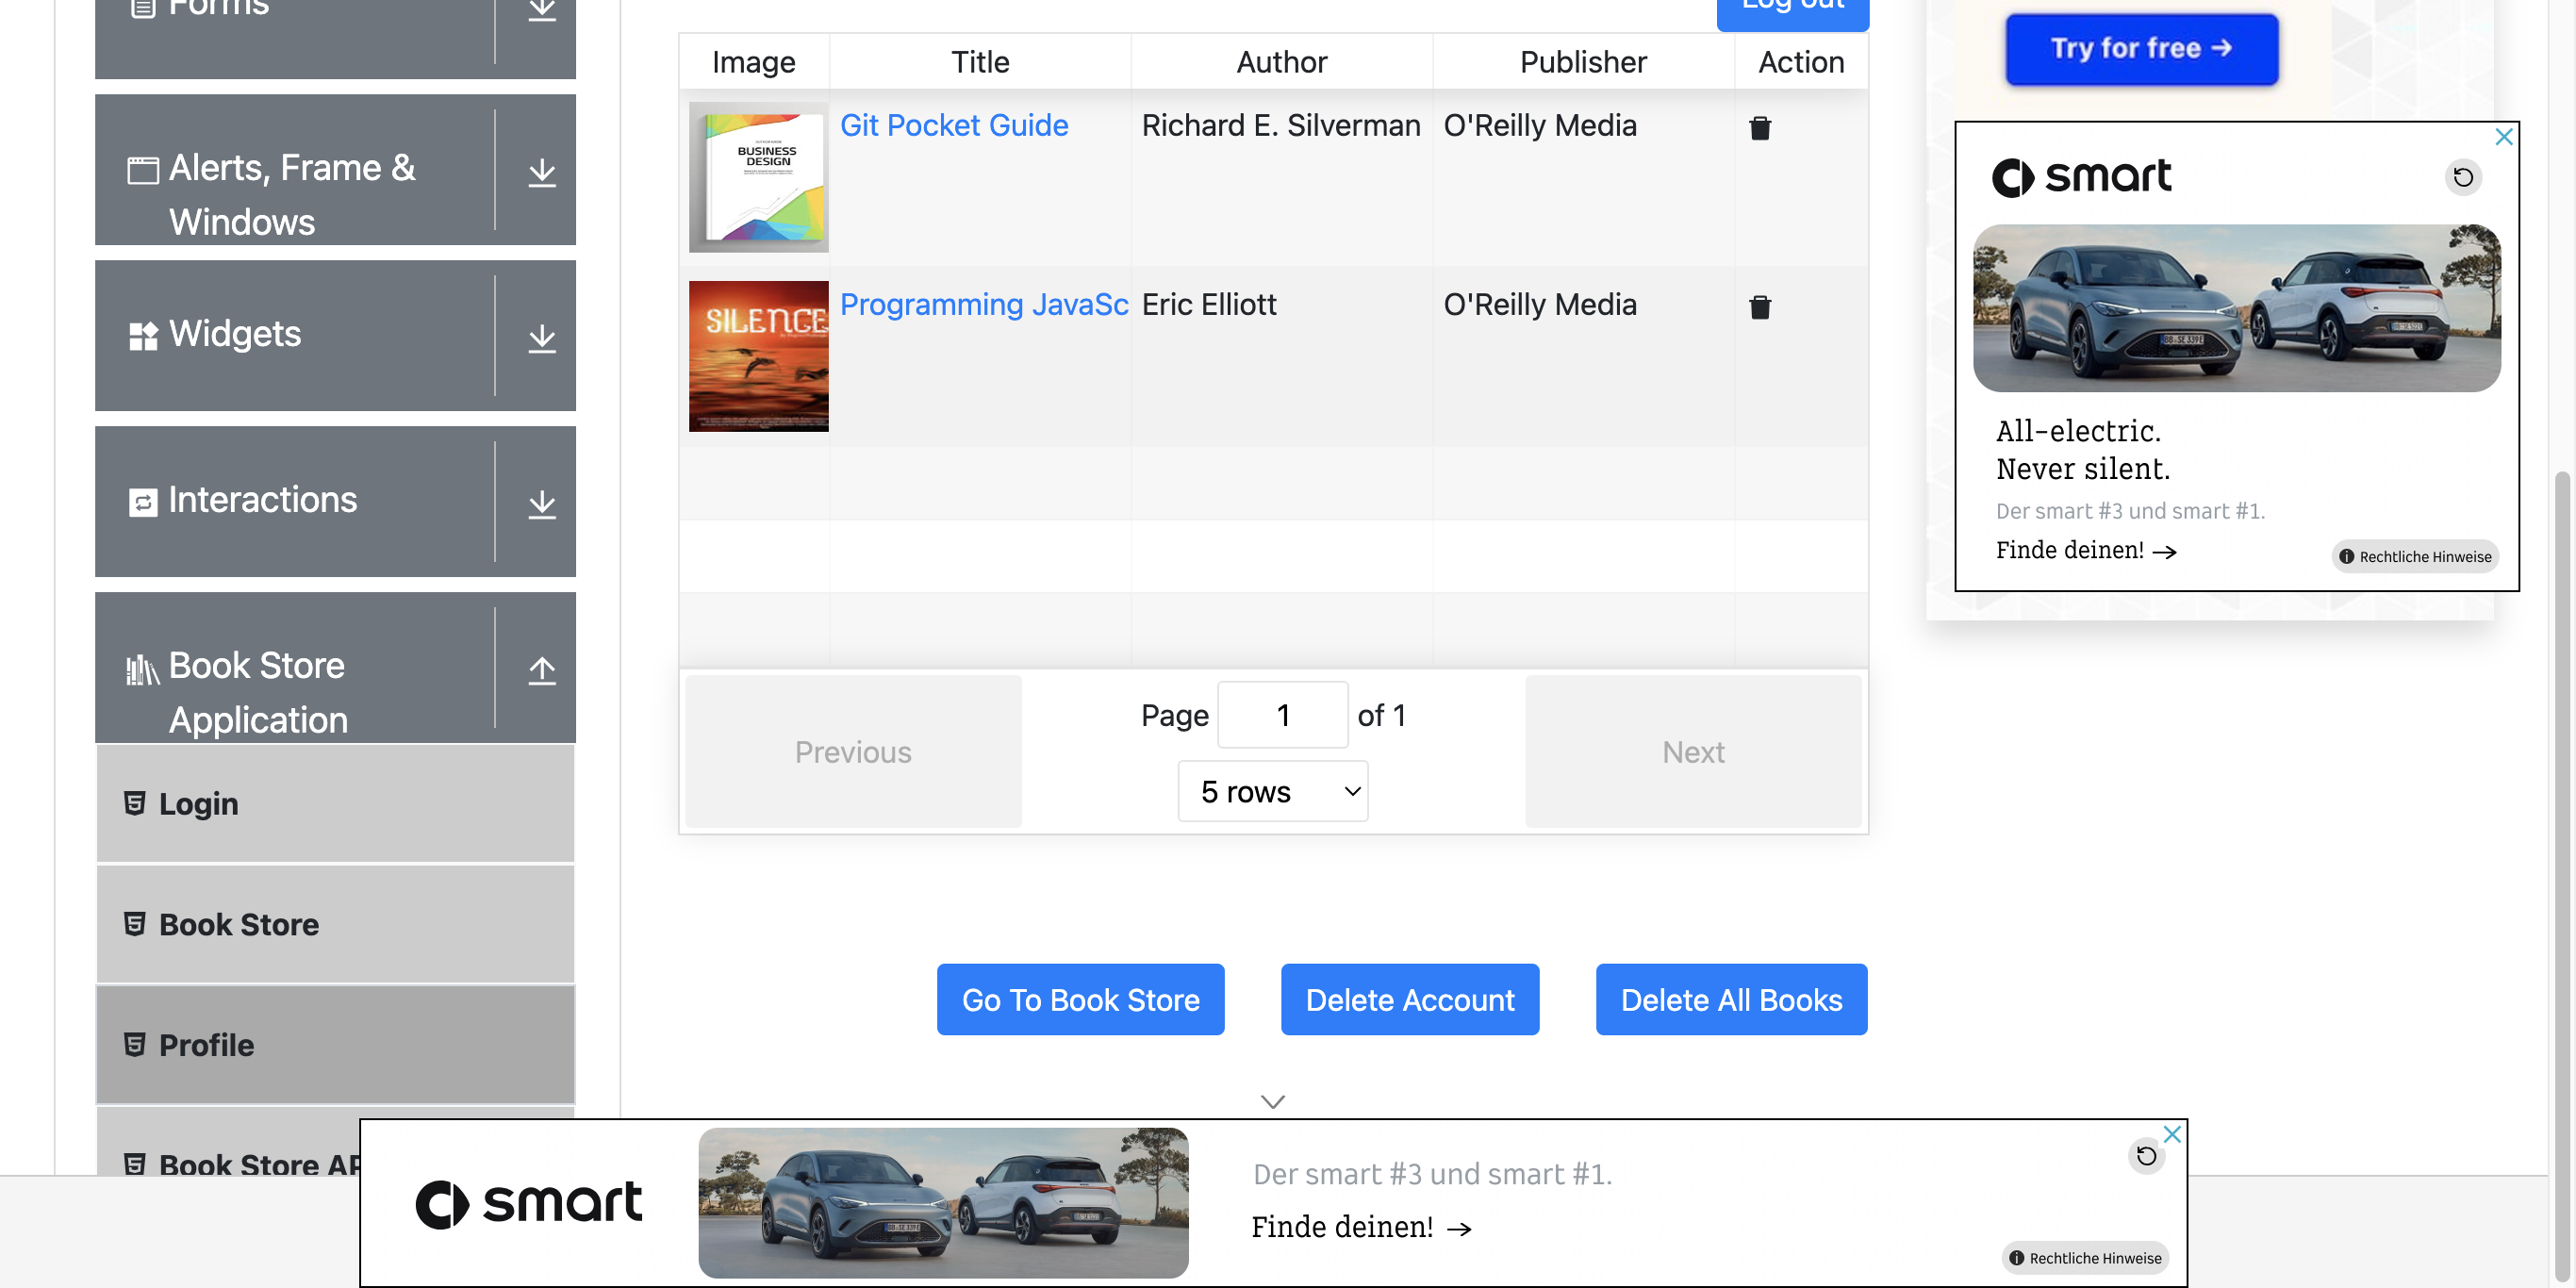 Forms
Alerts, Frame &
Windows
Widgets
Interactions
Book Store
Application
Login
Book Store
Profile
Book Store AP
Log out
Image Title Author Publisher Action
BUSINESS
DESIGN
Git Pocket Guide Richard E. Silverman O'Reilly Media
SILENCE
Programming JavaSc Eric Elliott O'Reilly Media
Previous
Page 1 of 1
5 rows
Next
Go To Book Store Delete Account Delete All Books
Try for free →
smart
All-electric.
Never silent.
Der smart #3 und smart #1.
Finde deinen! →
Rechtliche Hinweise
smart
Der smart #3 und smart #1.
Finde deinen! →
Rechtliche Hinweise